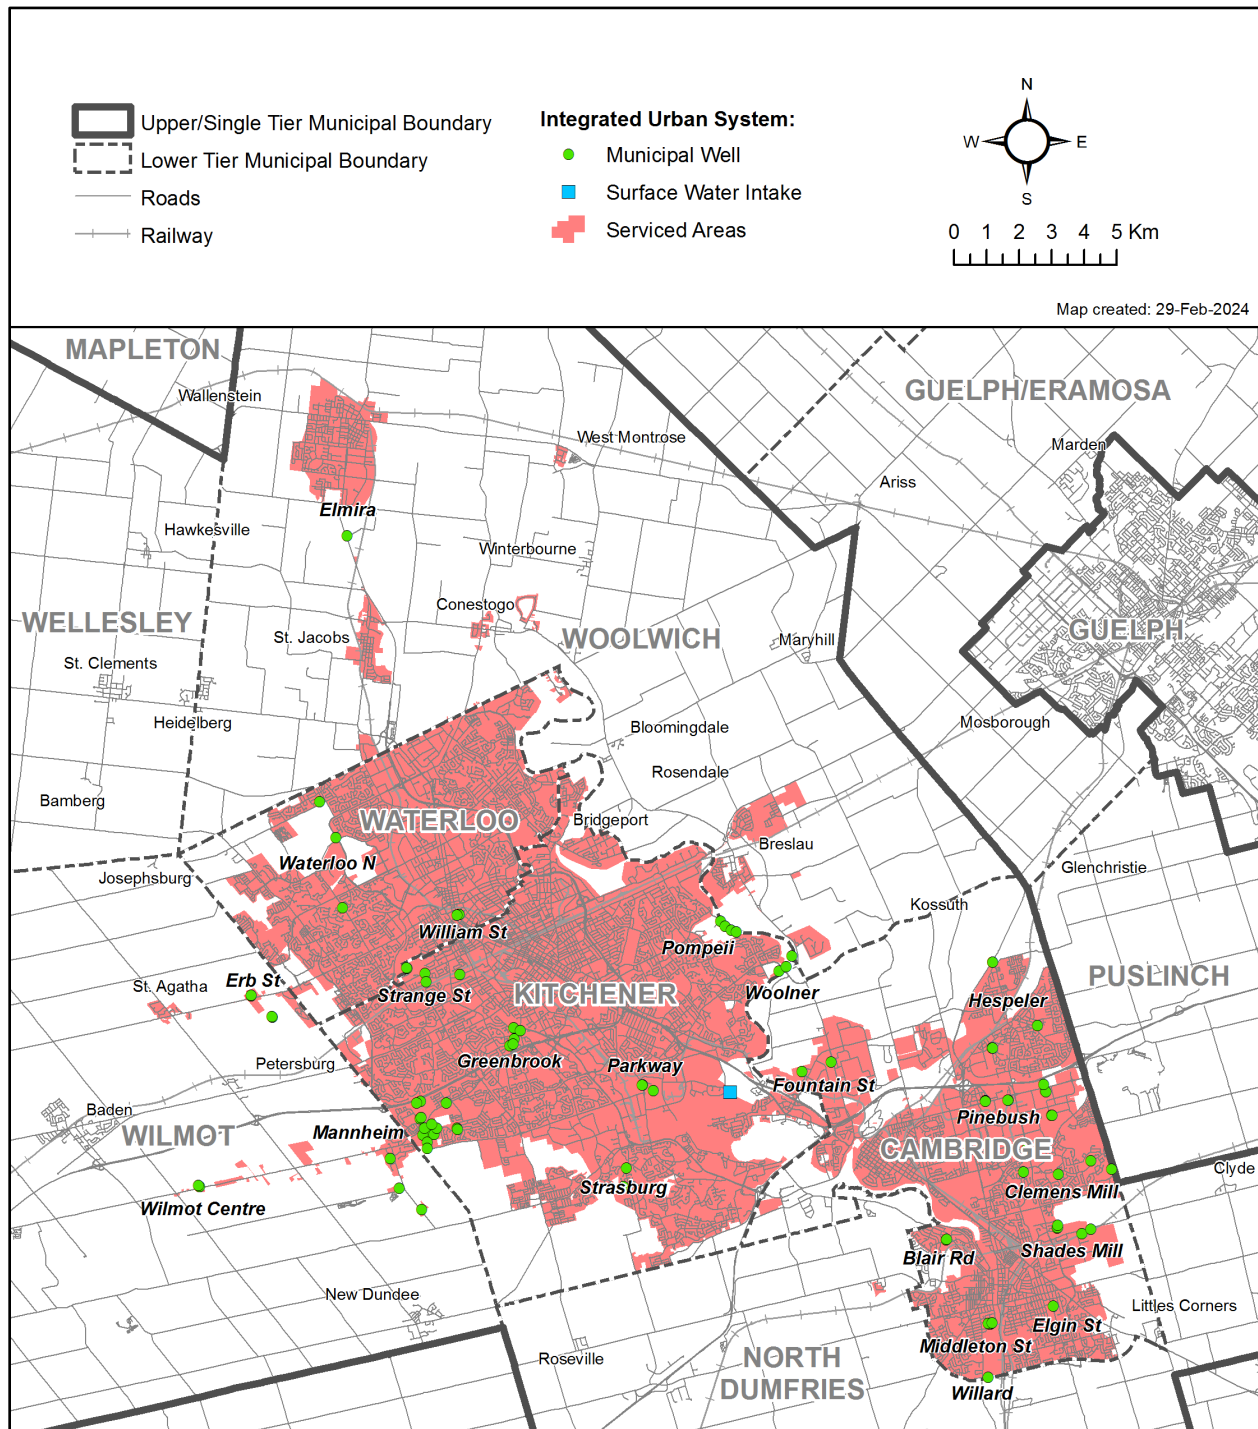 N
W
E
S
Upper/Single Tier Municipal Boundary
Lower Tier Municipal Boundary
Roads
Railway
Integrated Urban System:
Municipal Well
Surface Water Intake
Serviced Areas
0 1 2 3 4 5 Km
Map created: 29-Feb-2024
MAPLETON
Wallenstein
GUELPH/ERAMOSA
West Montrose
Marden
Ariss
Elmira
Hawkesville
Winterbourne
Conestogo
WELLESLEY
St. Jacobs
WOOLWICH
Maryhill
GUELPH
St. Clements
Heidelberg
Bloomingdale
Mosborough
Rosendale
Bamberg
WATERLOO
Bridgeport
Breslau
Waterloo N
Josephsburg
Glenchristie
Kossuth
William St
Pompeii
PUSLINCH
St. Agatha
Erb St
Strange St
KITCHENER
Woolner
Hespeler
Petersburg
Greenbrook
Parkway
Fountain St
Baden
WILMOT
Mannheim
Pinebush
CAMBRIDGE
Clyde
Strasburg
Clemens Mill
Wilmot Centre
Blair Rd
Shades Mill
New Dundee
Littles Corners
Elgin St
Middleton St
Roseville
NORTH
DUMFRIES
Willard